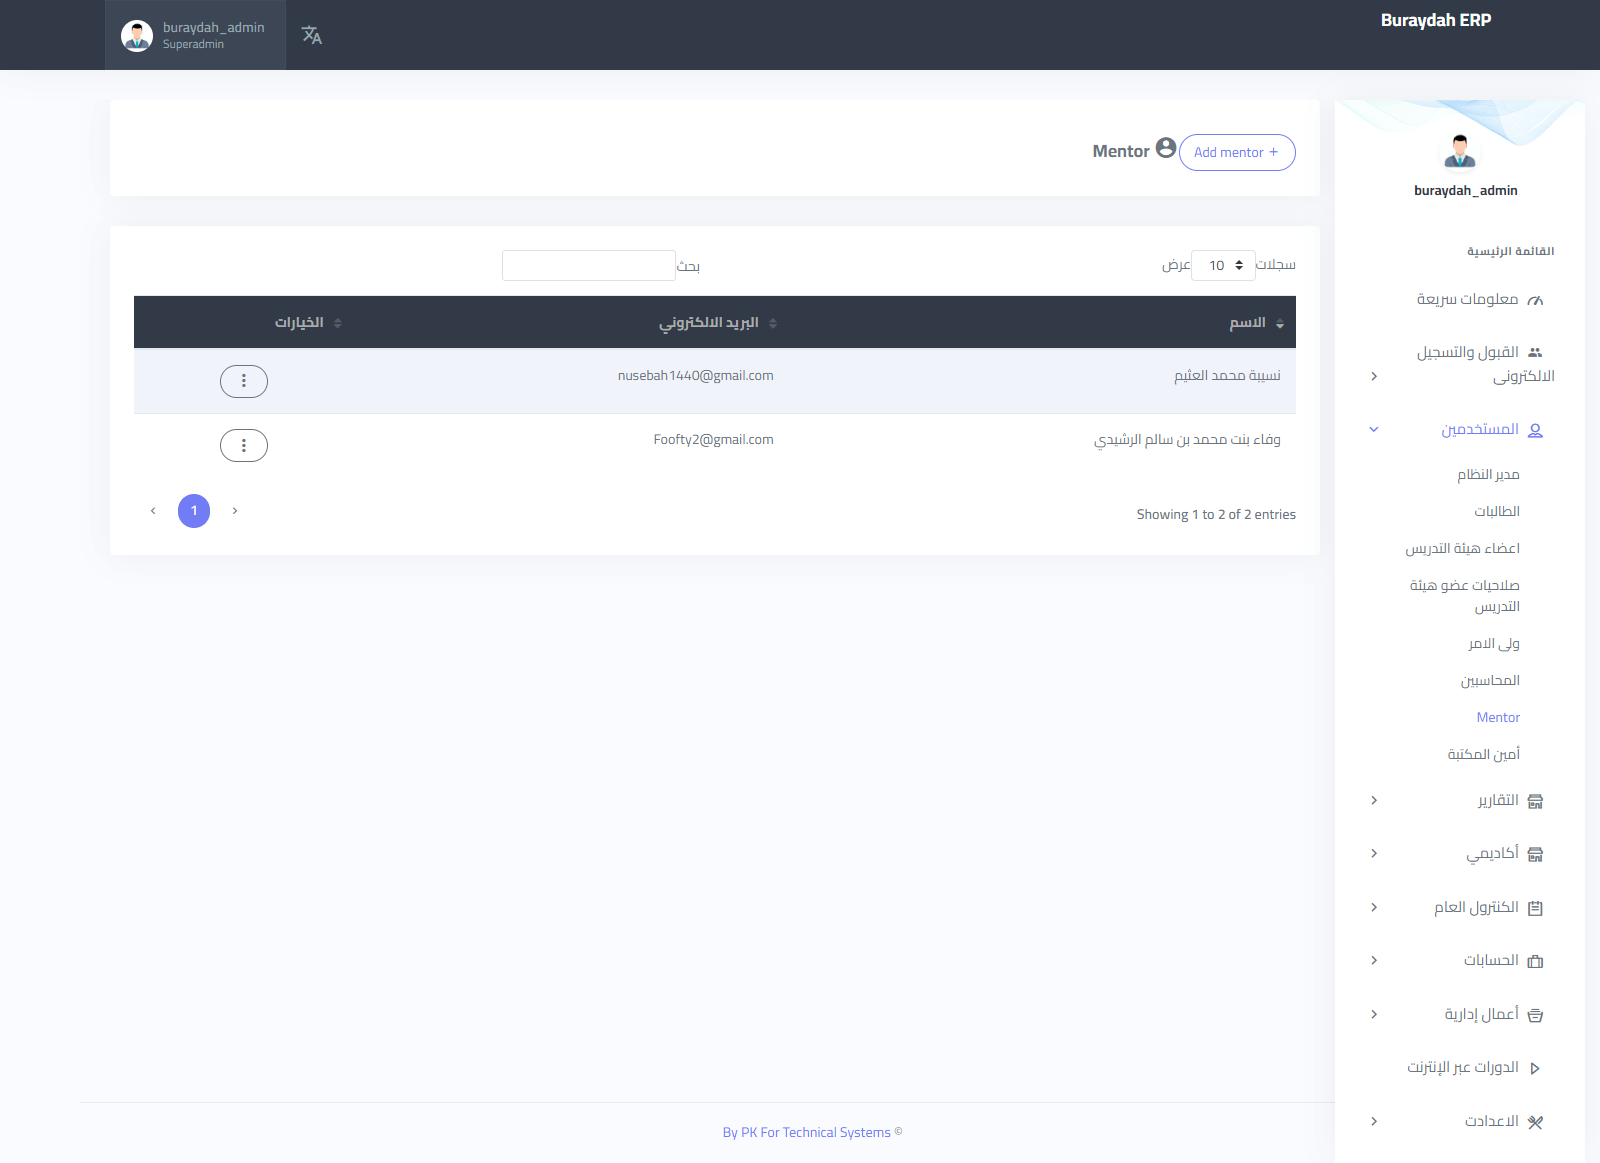 Buraydah ERP
buraydah_admin
Superadmin
Add mentor +
Mentor
عرض 10 سجلات
بحث
الاسم
البريد الالكتروني
الخيارات
نسيبة محمد العثيم
nusebah1440@gmail.com
وفاء بنت محمد بن سالم الرشيدي
Foofty2@gmail.com
Showing 1 to 2 of 2 entries
1
buraydah_admin
القائمة الرئيسية
معلومات سريعة
القبول والتسجيل
الالكترونى
المستخدمين
مدير النظام
الطالبات
اعضاء هيئة التدريس
صلاحيات عضو هيئة
التدريس
ولى الامر
المحاسبين
Mentor
أمين المكتبة
التقارير
أكاديمي
الكنترول العام
الحسابات
أعمال إدارية
الدورات عبر الإنترنت
الاعدادت
By PK For Technical Systems ©